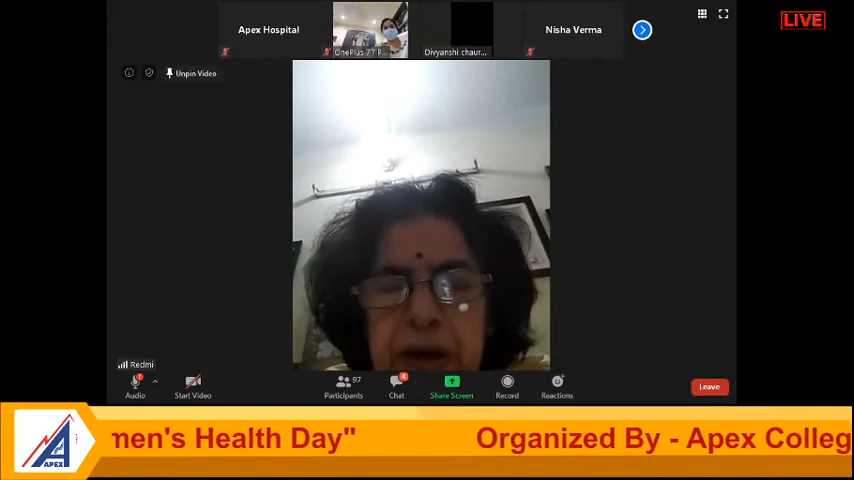 LIVE
Apex Hospital
OnePlus 7T P...
Divyanshi chaur...
Nisha Verma
Unpin Video
Redmi
97
4
Audio
Start Video
Participants
Chat
Share Screen
Record
Reactions
Leave
APEX
men's Health Day"
Organized By - Apex Colleg